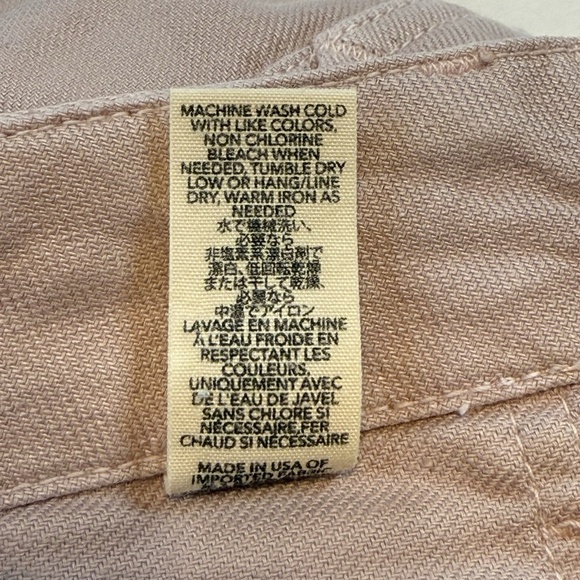 MACHINE WASH COLD
WITH LIKE COLORS,
NON CHLORINE
BLEACH WHEN
NEEDED, TUMBLE DRY
LOW OR HANG/LINE
DRY, WARM IRON AS
NEEDED
水で機械洗い、
必要なら
非塩素系漂白剤で
漂白、低回転乾燥
または干して乾燥、
必要なら
中温でアイロン
LAVAGE EN MACHINE
À L'EAU FROIDE EN
RESPECTANT LES
COULEURS,
UNIQUEMENT AVEC
DE L'EAU DE JAVEL
SANS CHLORE SI
NÉCESSAIRE,FER
CHAUD SI NÉCESSAIRE
MADE IN USA OF
IMPORTED FABRIC